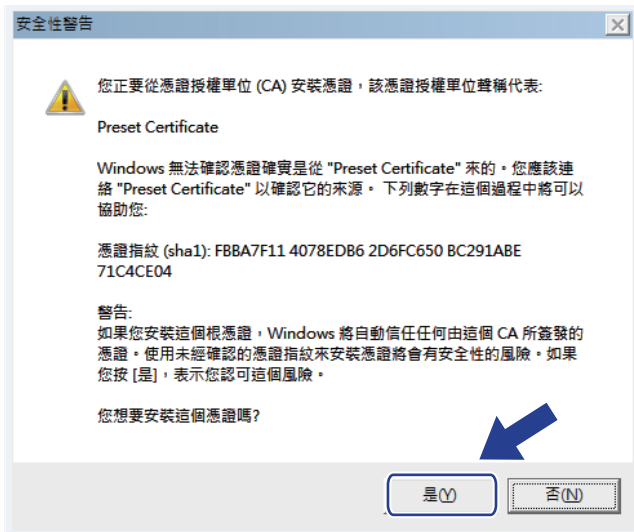 安全性警告
您正要從憑證授權單位 (CA) 安裝憑證，該憑證授權單位聲稱代表:
Preset Certificate
Windows 無法確認憑證確實是從 "Preset Certificate" 來的。您應該連
絡 "Preset Certificate" 以確認它的來源。 下列數字在這個過程中將可以
協助您:
憑證指紋 (sha1): FBBA7F11 4078EDB6 2D6FC650 BC291ABE
71C4CE04
警告:
如果您安裝這個根憑證，Windows 將自動信任任何由這個 CA 所簽發的
憑證。使用未經確認的憑證指紋來安裝憑證將會有安全性的風險。如果
您按 [是]，表示您認可這個風險。
您想要安裝這個憑證嗎?
是(Y)
否(N)